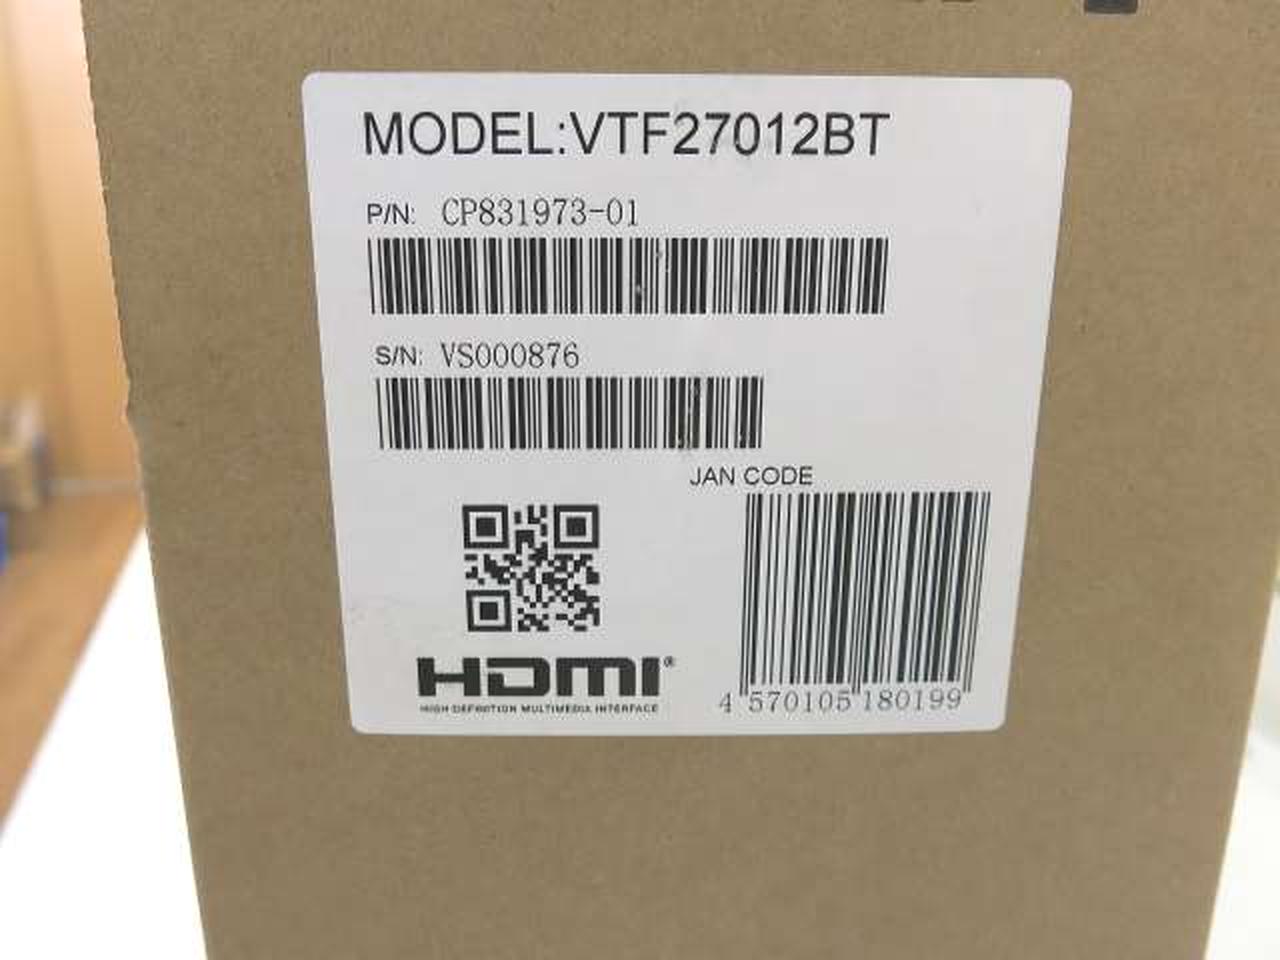 MODEL:VTF27012BT
P/N: CP831973-01
S/N: VS000876
JAN CODE
HDMI®
HIGH DEFINITION MULTIMEDIA INTERFACE
4 570105 180199